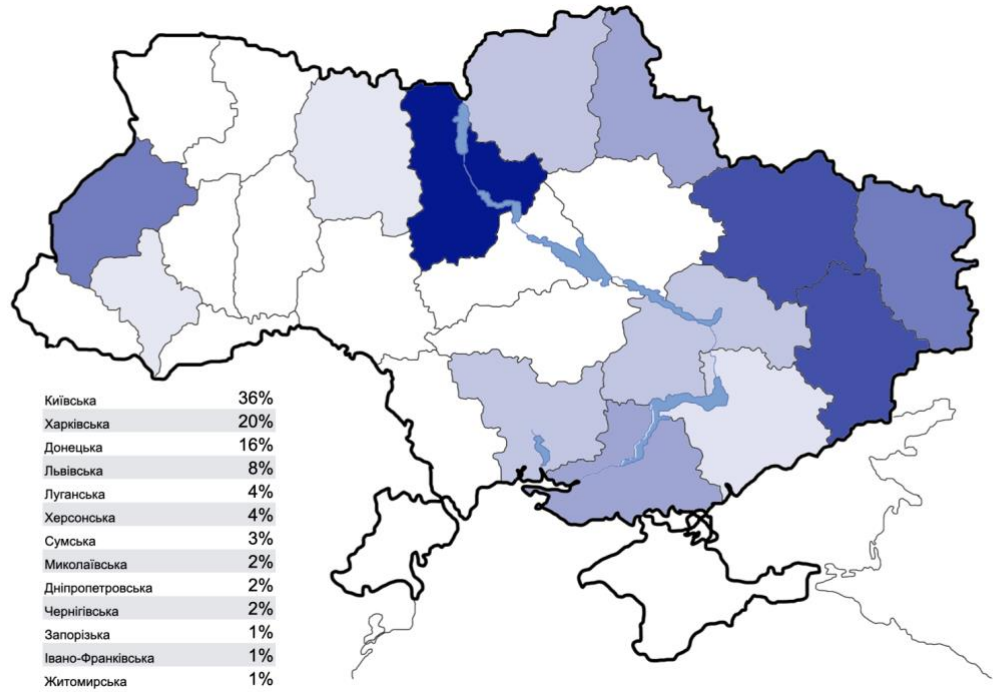 Київська 36%
Харківська 20%
Донецька 16%
Львівська 8%
Луганська 4%
Херсонська 4%
Сумська 3%
Миколаївська 2%
Дніпропетровська 2%
Чернігівська 2%
Запорізька 1%
Івано-Франківська 1%
Житомирська 1%